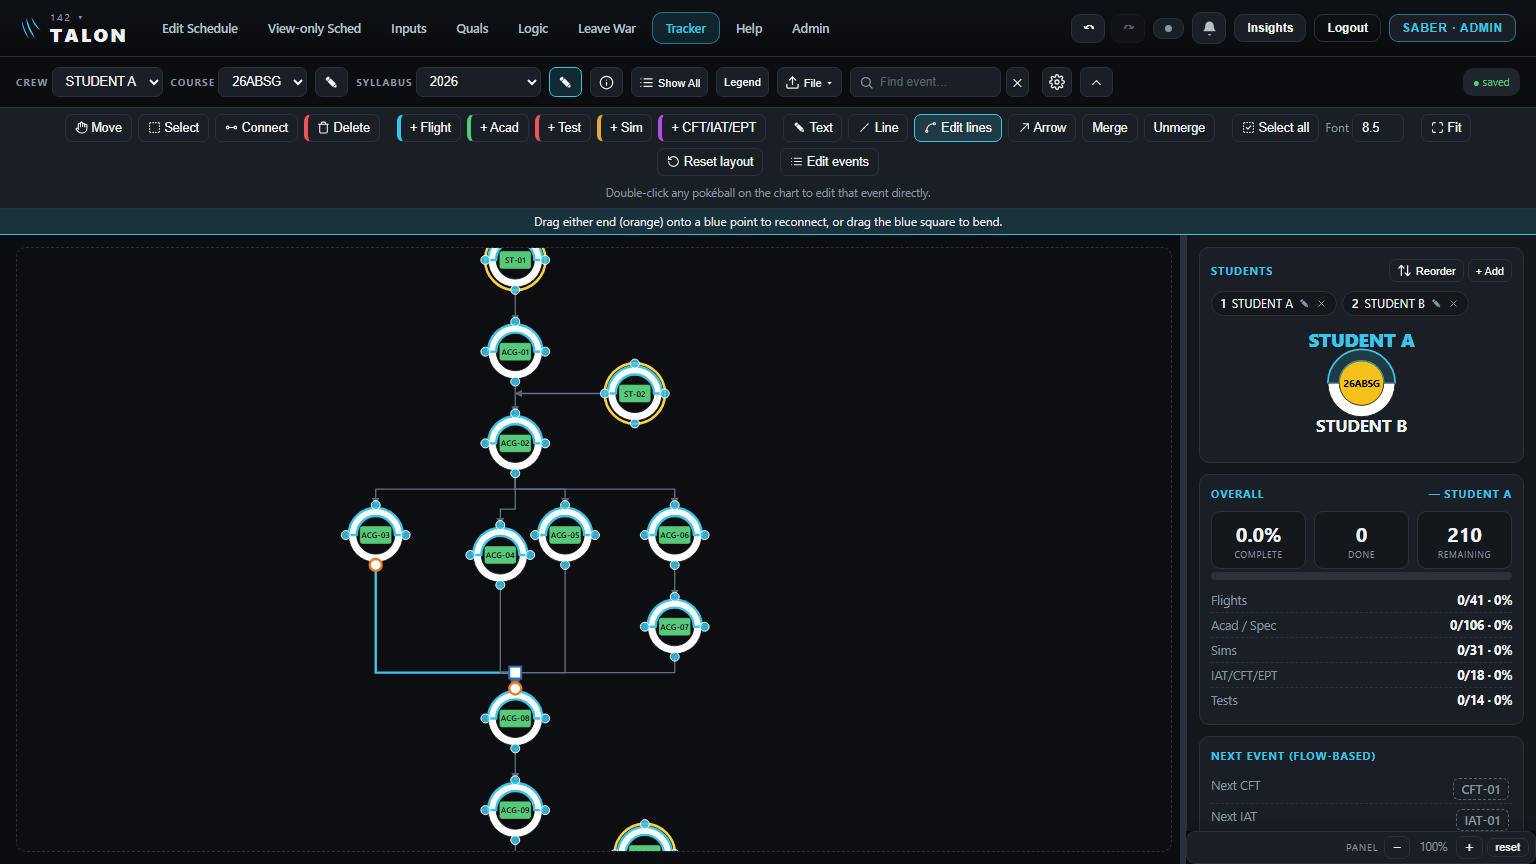 142
TALON
Edit Schedule
View-only Sched
Inputs
Quals
Logic
Leave War
Tracker
Help
Admin
Insights
Logout
SABER · ADMIN
CREW
STUDENT A
COURSE
26ABSG
SYLLABUS
2026
Show All
Legend
File
Find event...
saved
Move
Select
Connect
Delete
+ Flight
+ Acad
+ Test
+ Sim
+ CFT/IAT/EPT
Text
Line
Edit lines
Arrow
Merge
Unmerge
Select all
Font
8.5
Fit
Reset layout
Edit events
Double-click any pokéball on the chart to edit that event directly.
Drag either end (orange) onto a blue point to reconnect, or drag the blue square to bend.
ST-01
ACG-01
ST-02
ACG-02
ACG-03
ACG-04
ACG-05
ACG-06
ACG-07
ACG-08
ACG-09
STUDENTS
Reorder
+ Add
1 STUDENT A
2 STUDENT B
STUDENT A
26ABSG
STUDENT B
OVERALL
— STUDENT A
0.0%
COMPLETE
0
DONE
210
REMAINING
Flights
0/41 · 0%
Acad / Spec
0/106 · 0%
Sims
0/31 · 0%
IAT/CFT/EPT
0/18 · 0%
Tests
0/14 · 0%
NEXT EVENT (FLOW-BASED)
Next CFT
CFT-01
Next IAT
IAT-01
PANEL
−
100%
+
reset